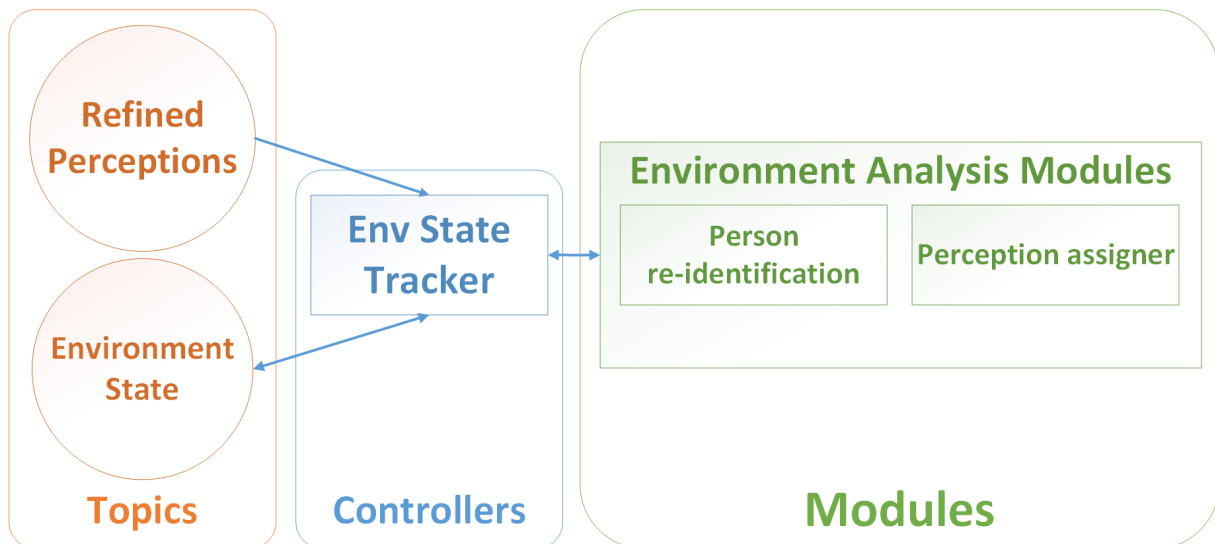 Refined
Perceptions
Environment
State
Topics
Env State
Tracker
Controllers
Environment Analysis Modules
Person
re-identification
Perception assigner
Modules